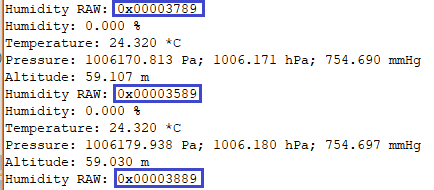 Humidity RAW: 0x00003789
Humidity: 0.000 %
Temperature: 24.320 *C
Pressure: 1006170.813 Pa; 1006.171 hPa; 754.690 mmHg
Altitude: 59.107 m
Humidity RAW: 0x00003589
Humidity: 0.000 %
Temperature: 24.320 *C
Pressure: 1006179.938 Pa; 1006.180 hPa; 754.697 mmHg
Altitude: 59.030 m
Humidity RAW: 0x00003889